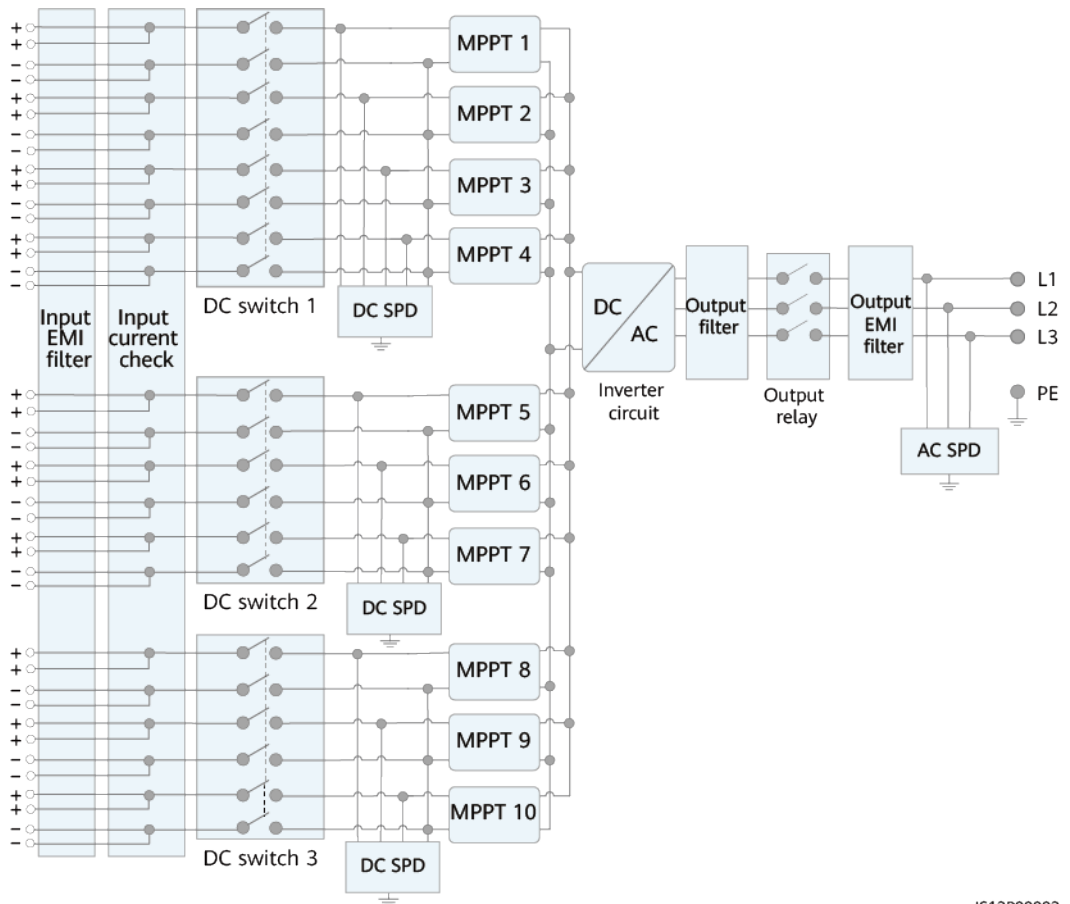 +
+
−
−
+
+
−
−
+
+
−
−
+
+
−
−
MPPT 1
MPPT 2
MPPT 3
MPPT 4
DC switch 1
DC SPD
Input
EMI
filter
Input
current
check
+
+
−
−
+
+
−
−
+
+
−
−
MPPT 5
MPPT 6
MPPT 7
DC switch 2
DC SPD
+
+
−
−
+
+
−
−
+
+
−
−
MPPT 8
MPPT 9
MPPT 10
DC switch 3
DC SPD
DC
AC
Inverter
circuit
Output
filter
Output
relay
Output
EMI
filter
L1
L2
L3
PE
AC SPD